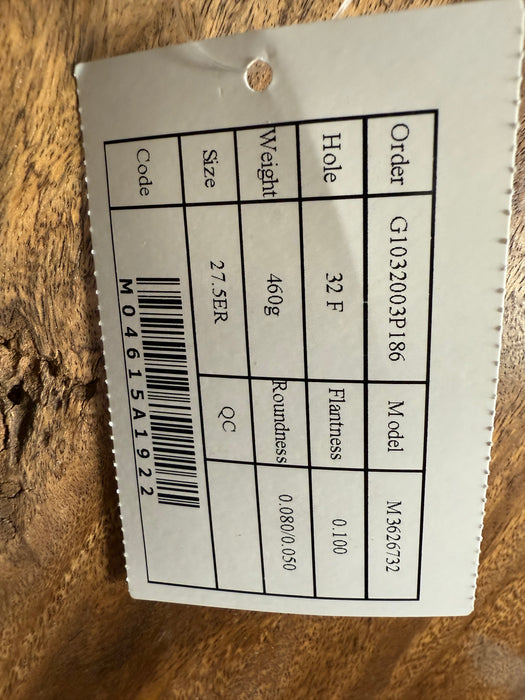 Order G1032003P186 Model M3626732
Hole 32 F Flantness 0.100
Weight 460g Roundness 0.080/0.050
Size 27.5ER QC
Code
M04615A1922